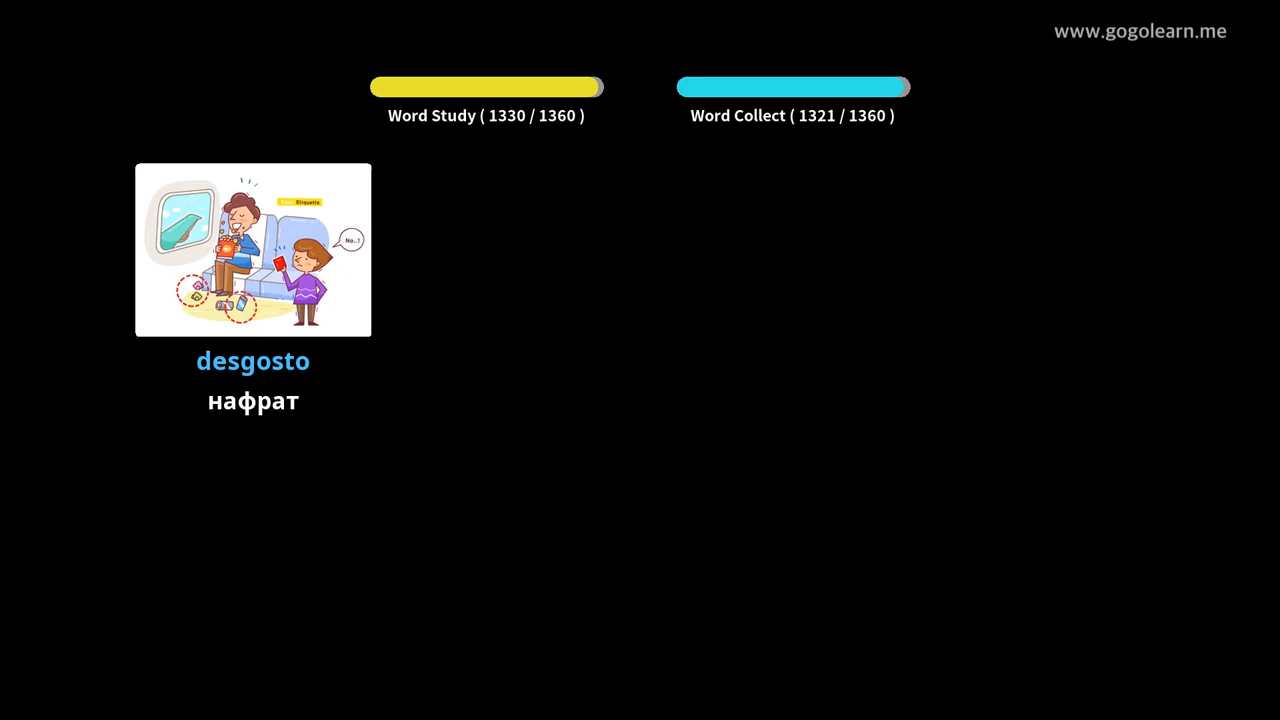 www.gogolearn.me
Word Study ( 1330 / 1360 )
Word Collect ( 1321 / 1360 )
Etiquette
No..!
desgosto
нафрат